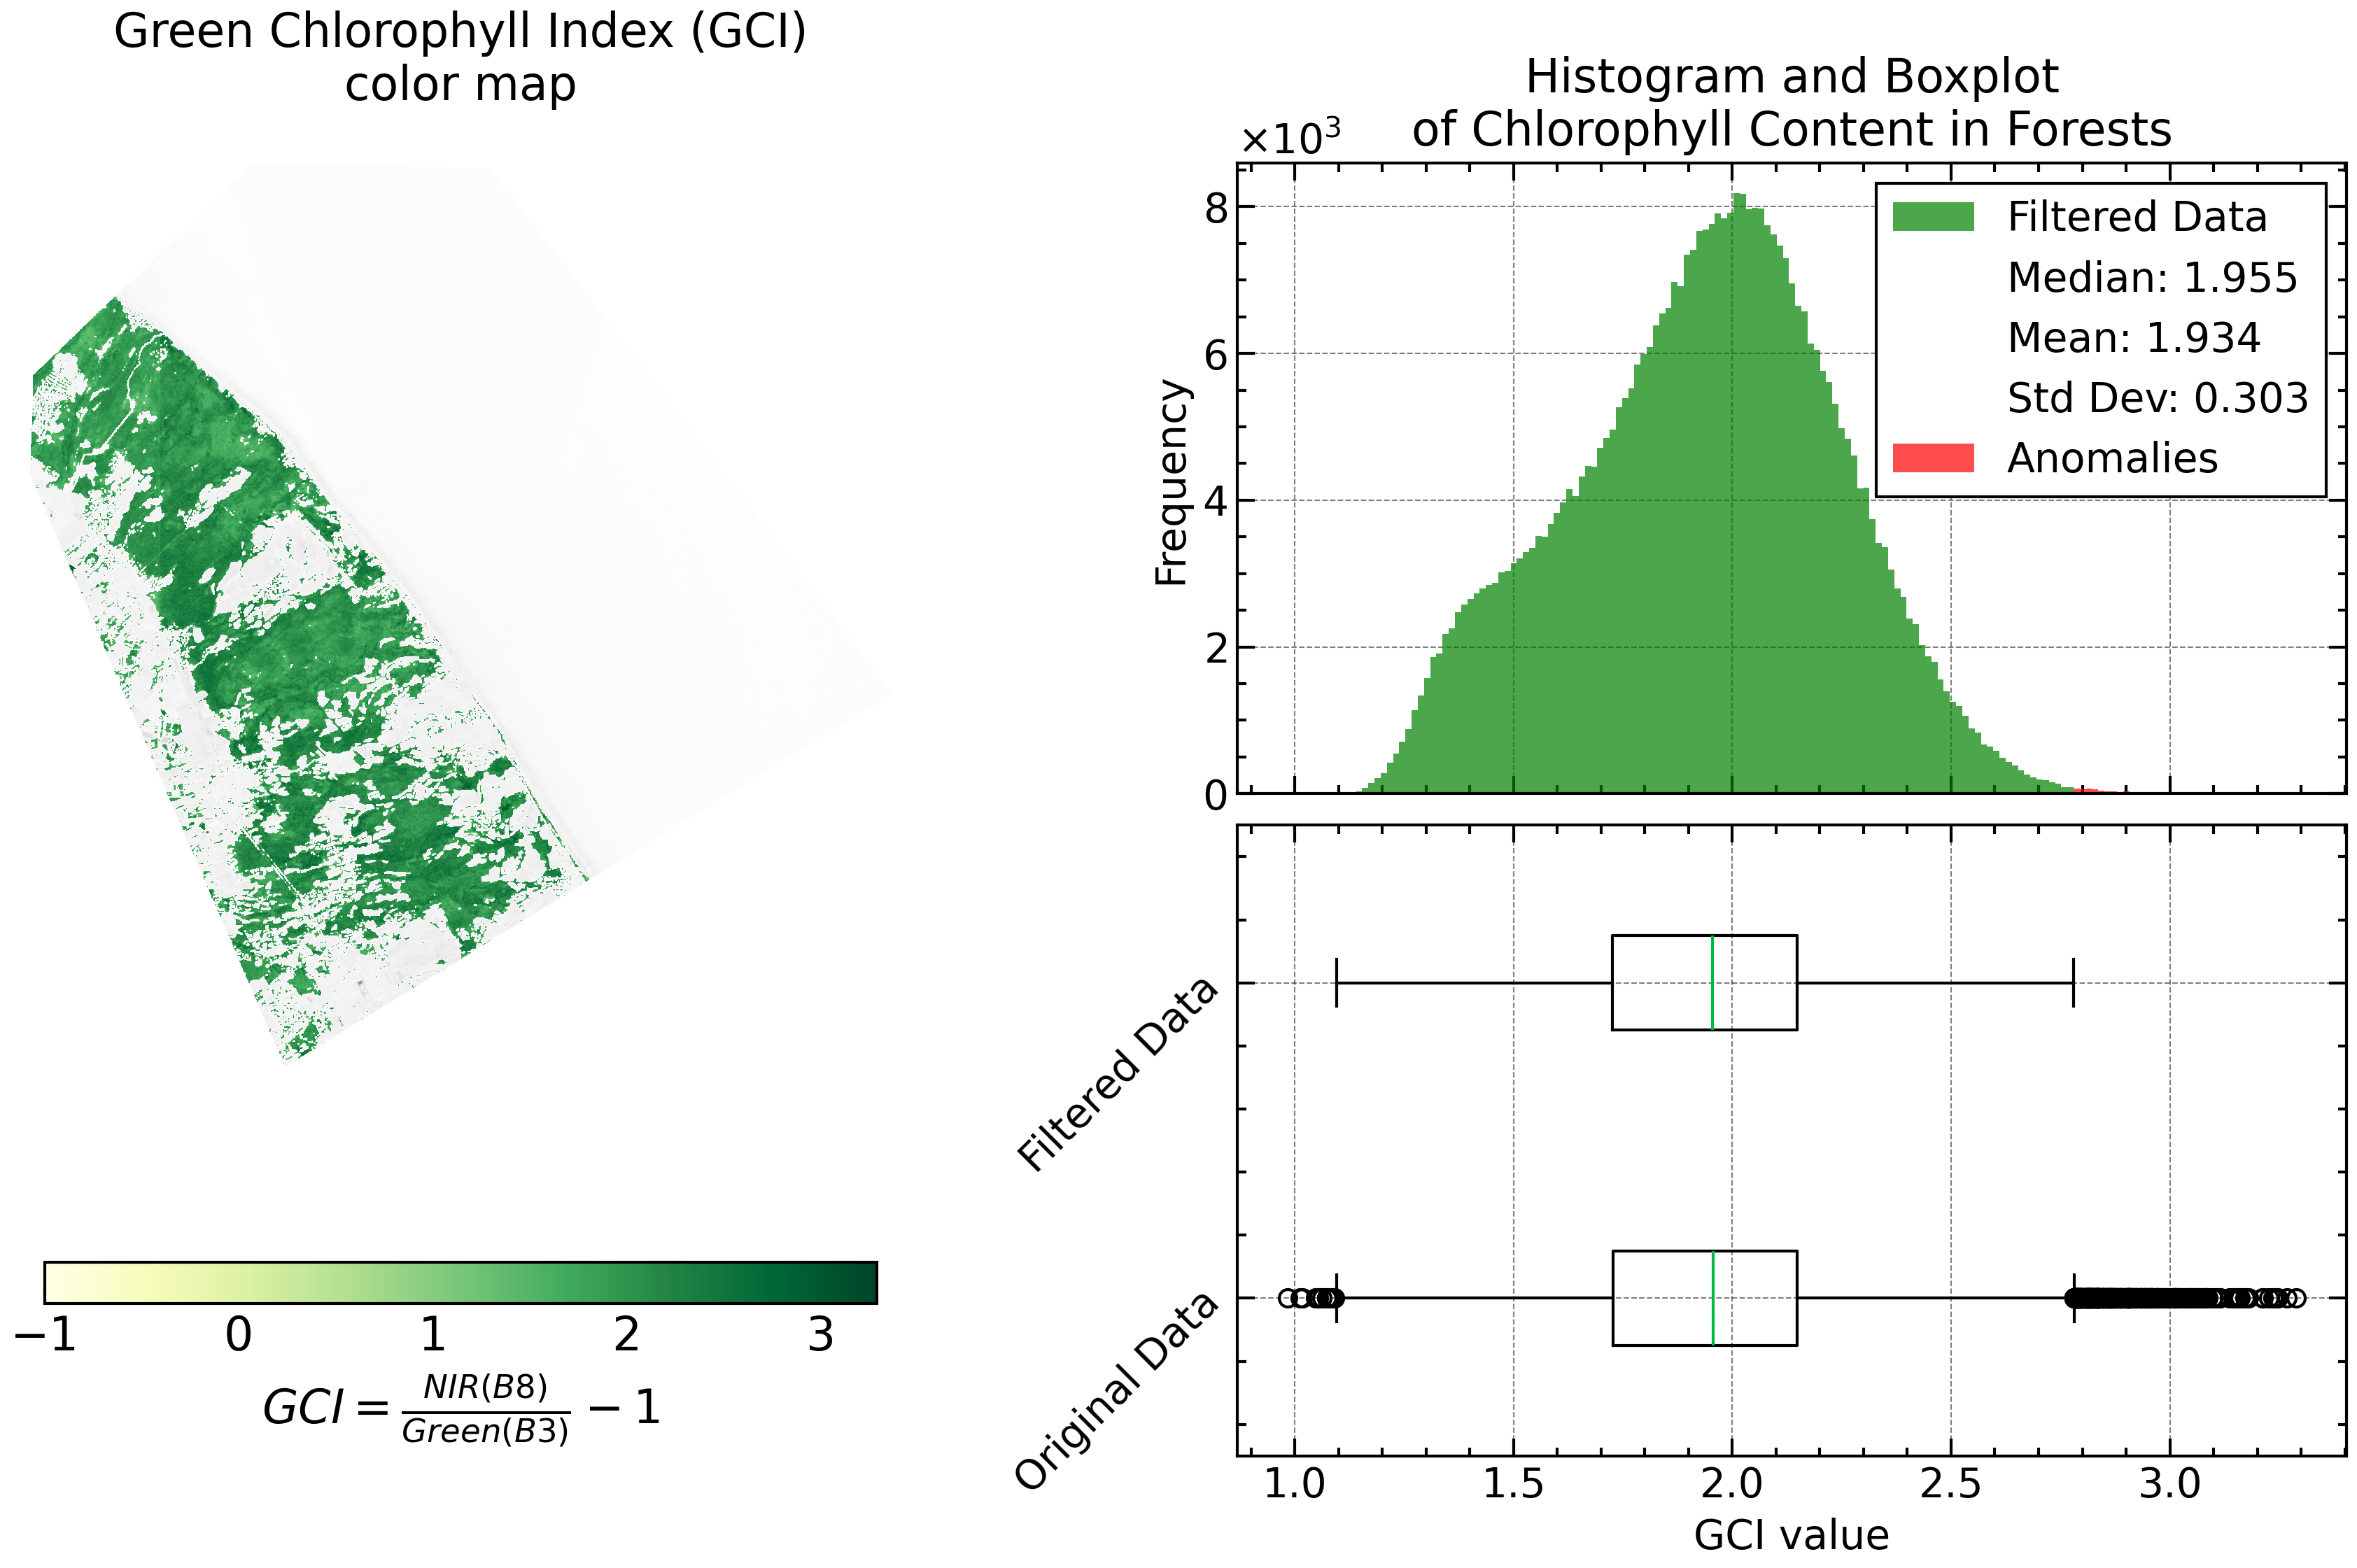 Green Chlorophyll Index (GCI)
color map
−1 0 1 2 3
GCI = NIR(B8) / Green(B3) − 1
Histogram and Boxplot
of Chlorophyll Content in Forests
×10³
8
6
4
2
0
Frequency
Filtered Data
Median: 1.955
Mean: 1.934
Std Dev: 0.303
Anomalies
Filtered Data
Original Data
1.0 1.5 2.0 2.5 3.0
GCI value